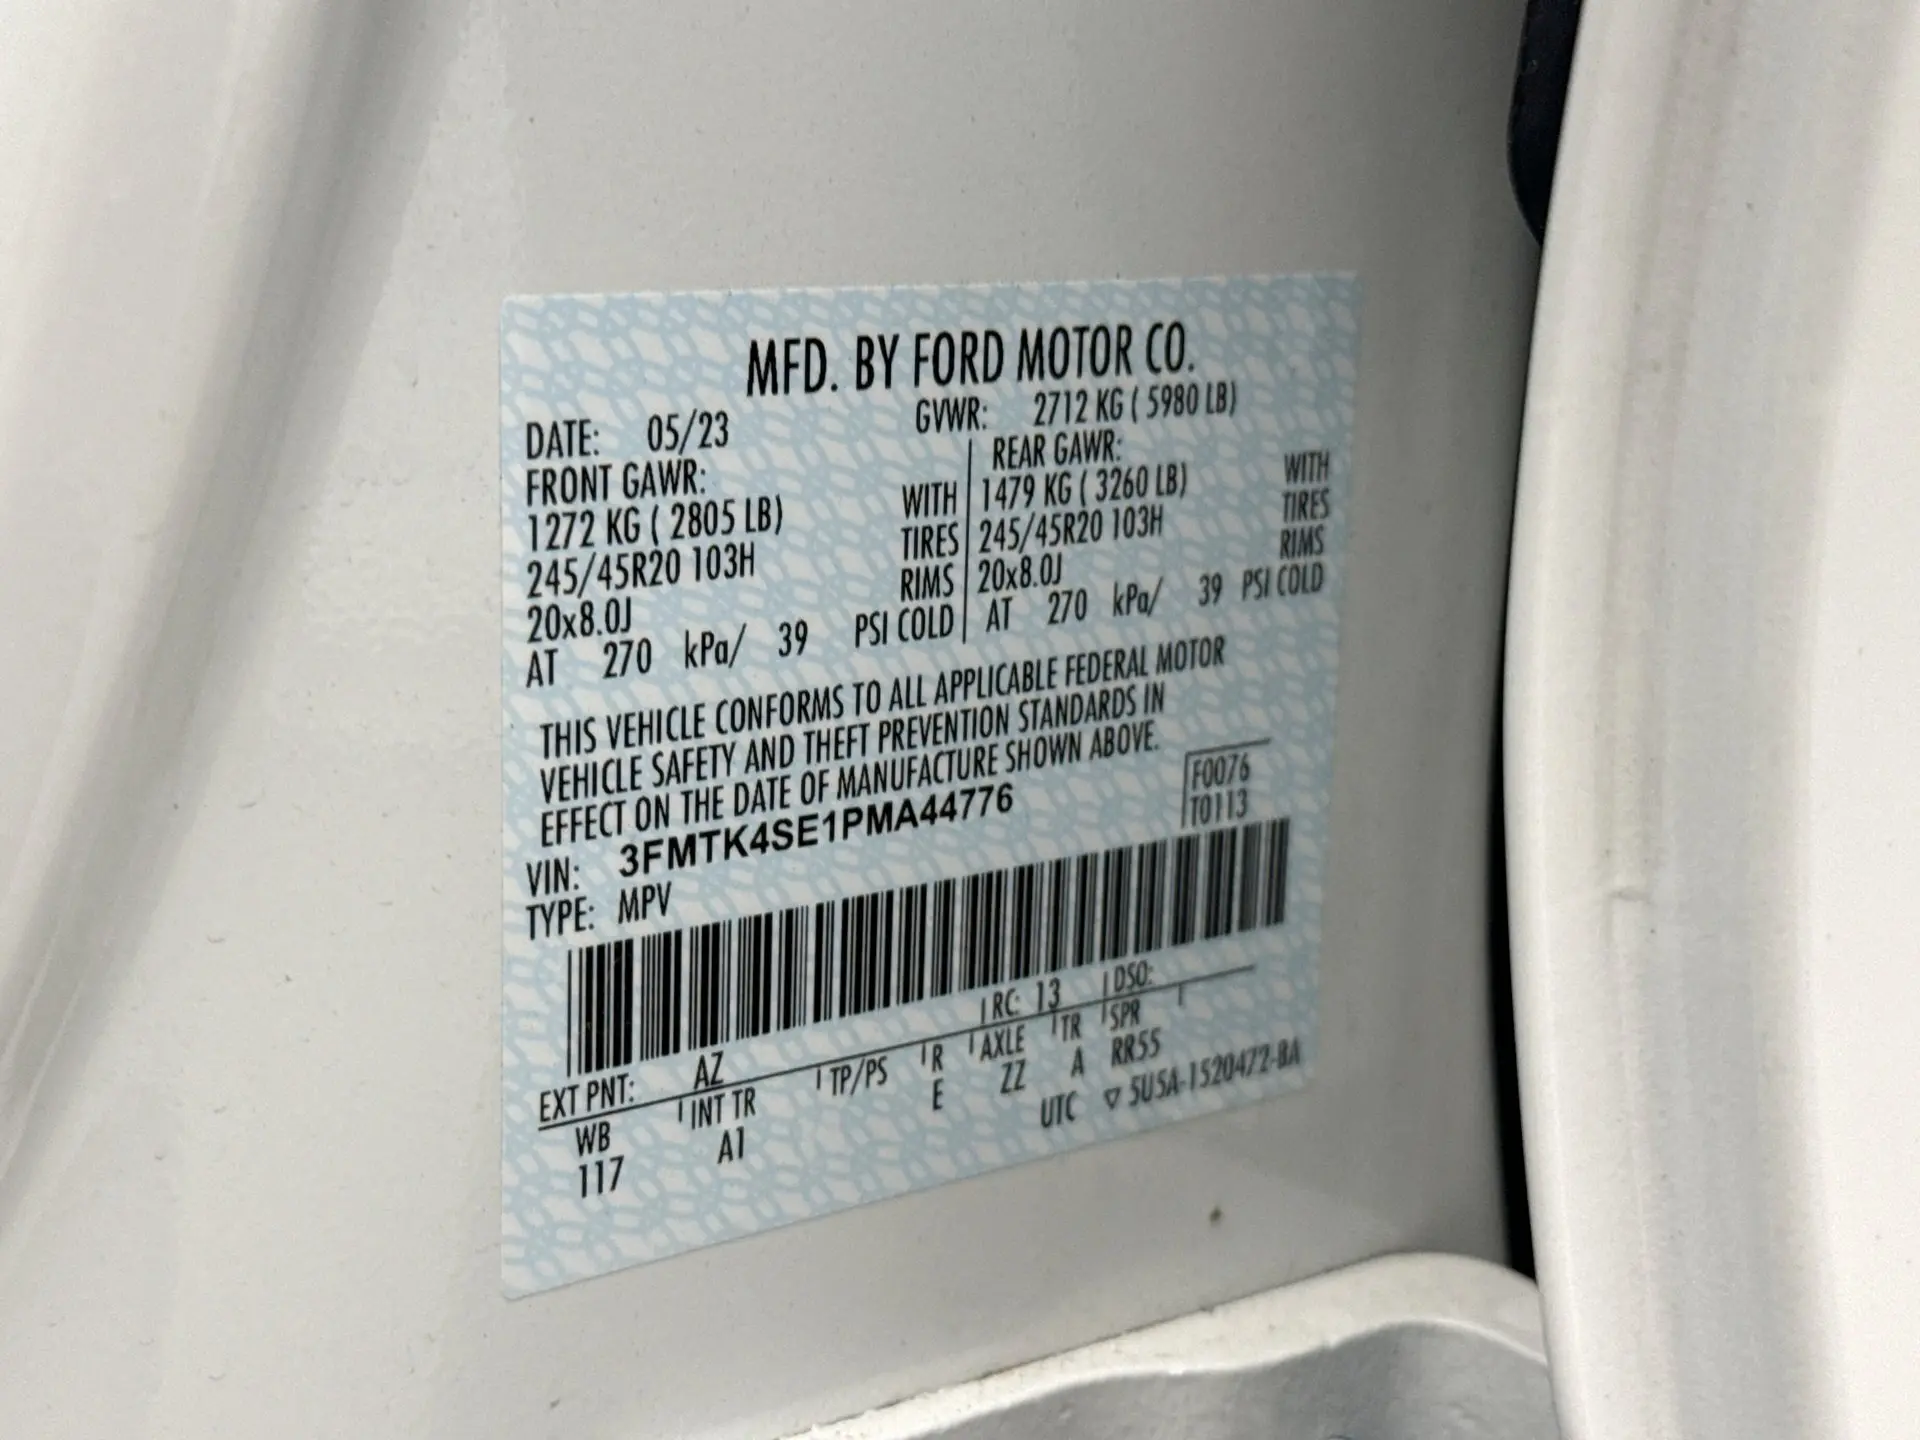 MFD. BY FORD MOTOR CO.
DATE: 05/23 GVWR: 2712 KG ( 5980 LB)
FRONT GAWR: REAR GAWR:
1272 KG ( 2805 LB) WITH 1479 KG ( 3260 LB) WITH
245/45R20 103H TIRES 245/45R20 103H TIRES
20x8.0J RIMS 20x8.0J RIMS
AT 270 kPa/ 39 PSI COLD AT 270 kPa/ 39 PSI COLD
THIS VEHICLE CONFORMS TO ALL APPLICABLE FEDERAL MOTOR
VEHICLE SAFETY AND THEFT PREVENTION STANDARDS IN
EFFECT ON THE DATE OF MANUFACTURE SHOWN ABOVE.
F0076
VIN: 3FMTK4SE1PMA44776 T0113
TYPE: MPV
EXT PNT: AZ RC: 13 DSO:
WB INT TR TP/PS R AXLE TR SPR
117 A1 E ZZ A RR55
UTC ▽ 5U5A-1520472-BA